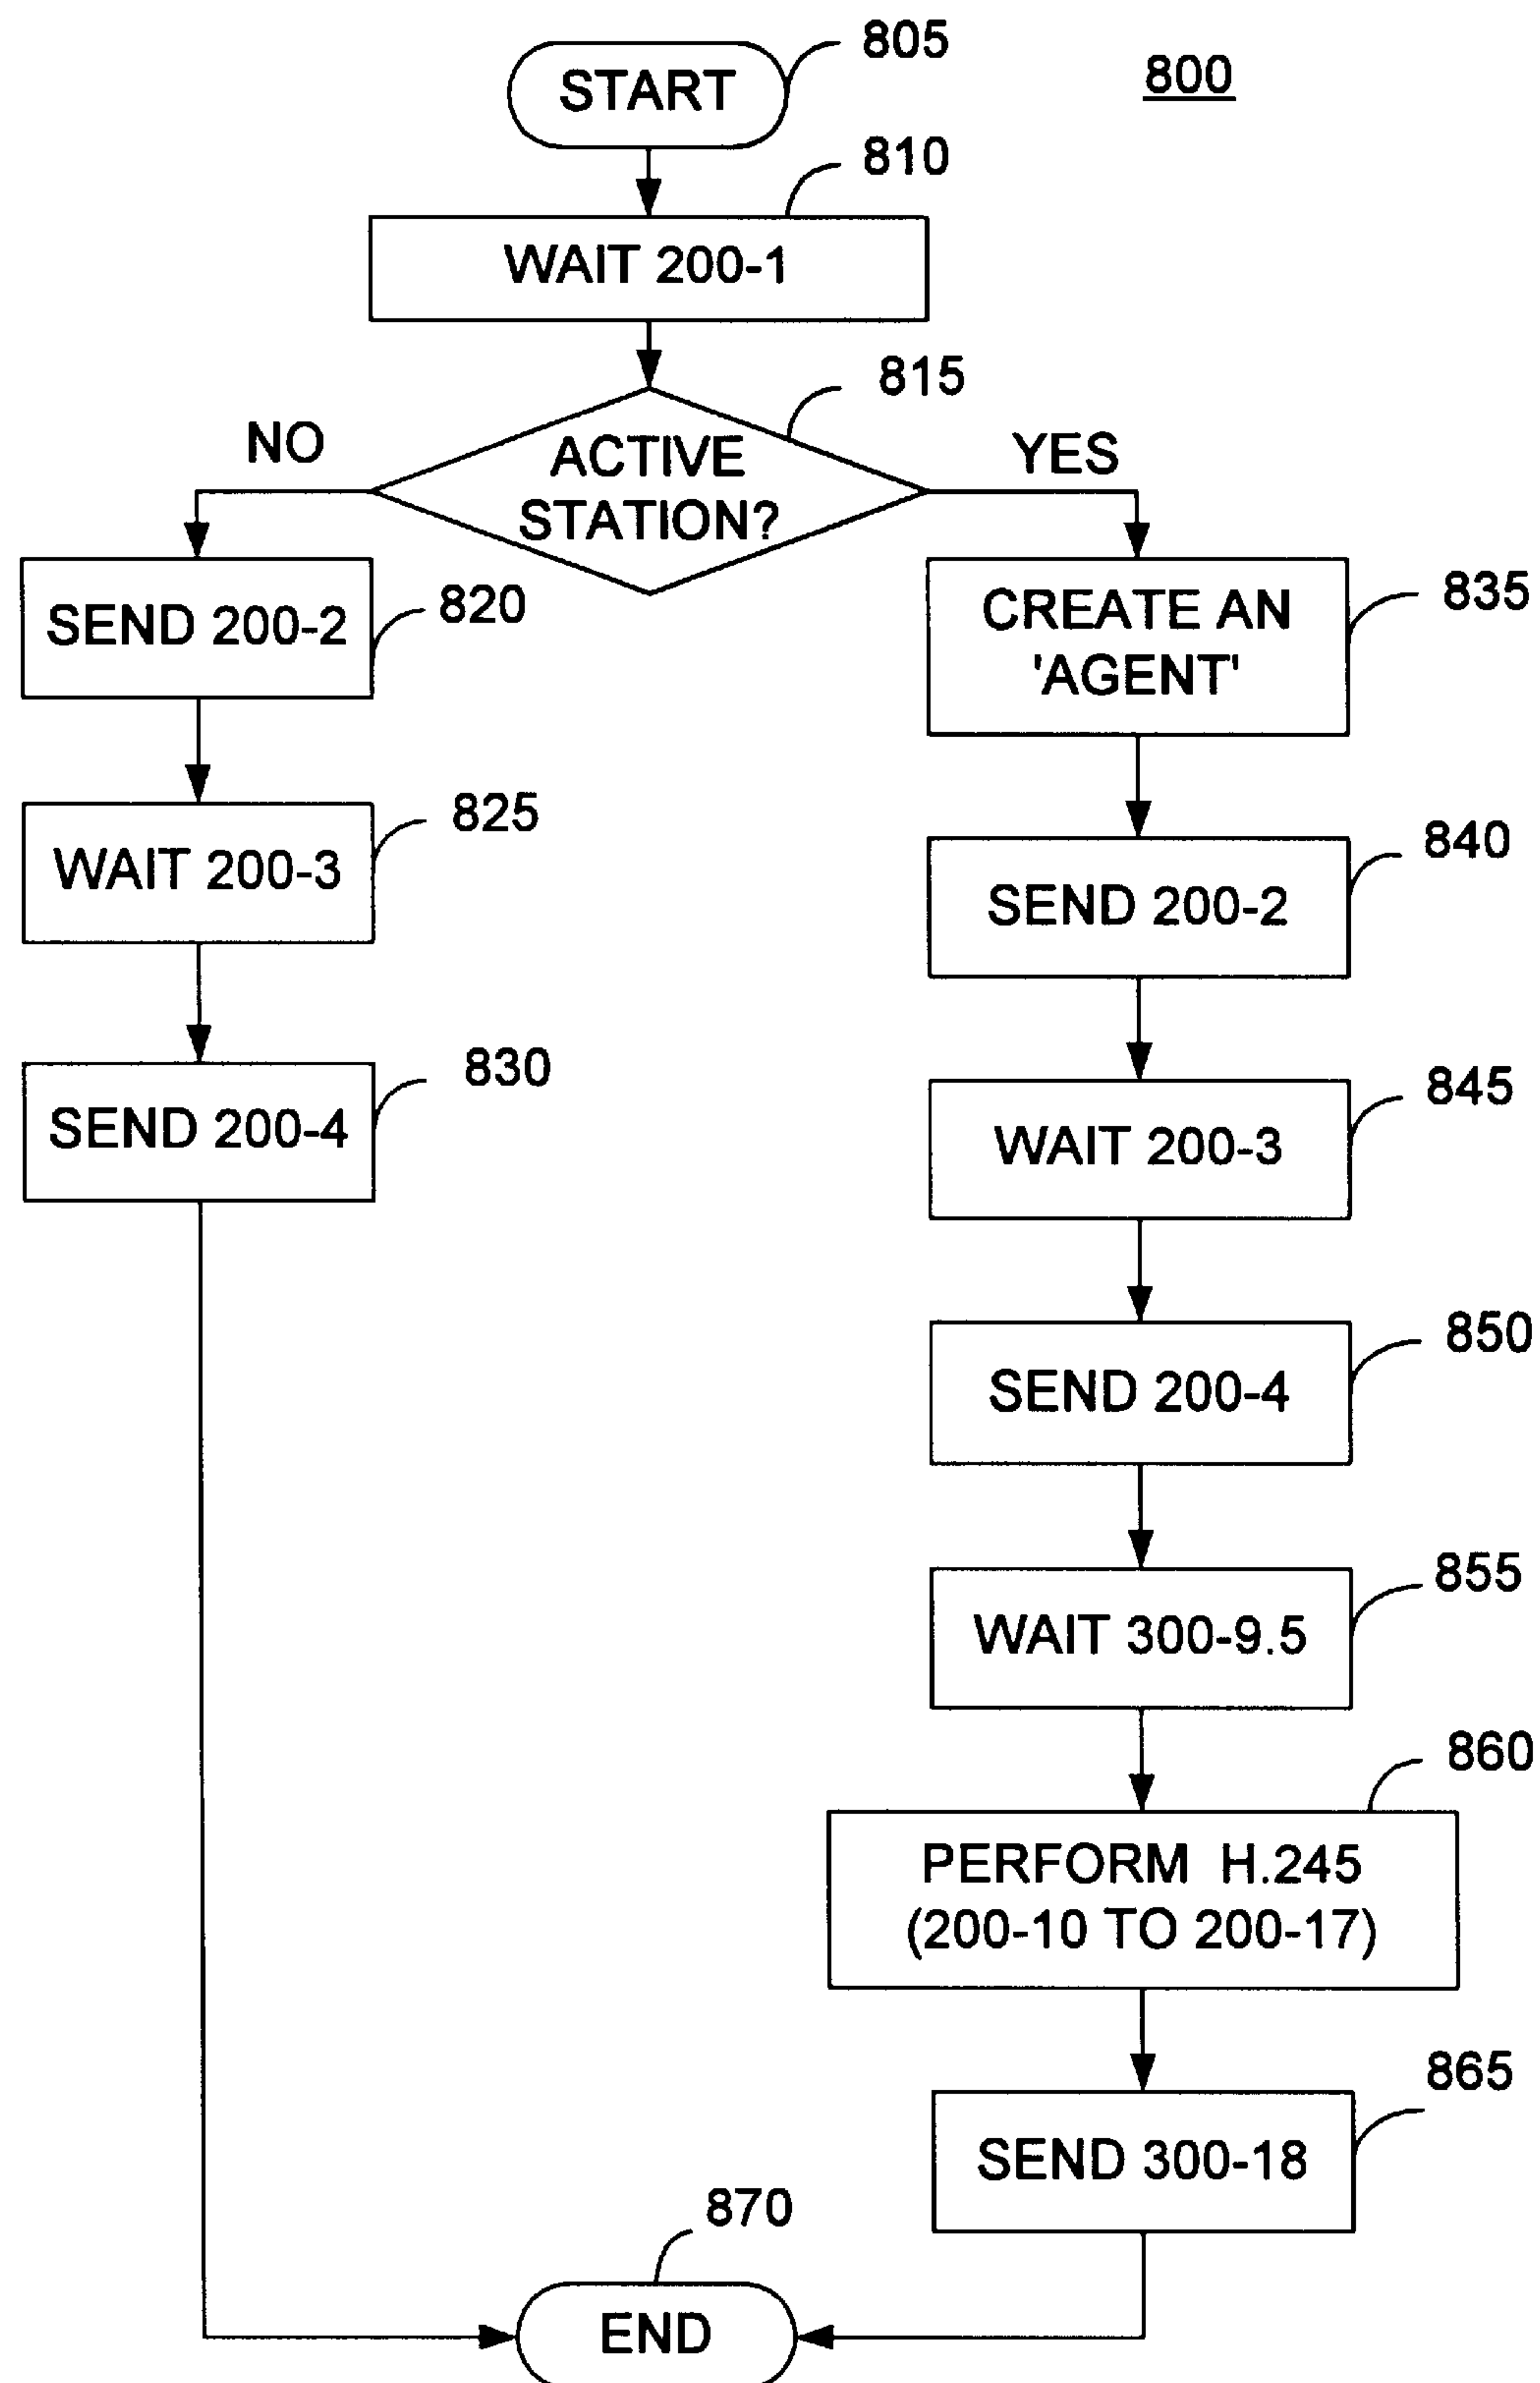 805
800
START
810
WAIT 200-1
815
NO
ACTIVE
STATION?
YES
SEND 200-2
820
CREATE AN
'AGENT'
835
WAIT 200-3
825
SEND 200-2
840
SEND 200-4
830
WAIT 200-3
845
SEND 200-4
850
WAIT 300-9.5
855
860
PERFORM H.245
(200-10 TO 200-17)
865
SEND 300-18
870
END